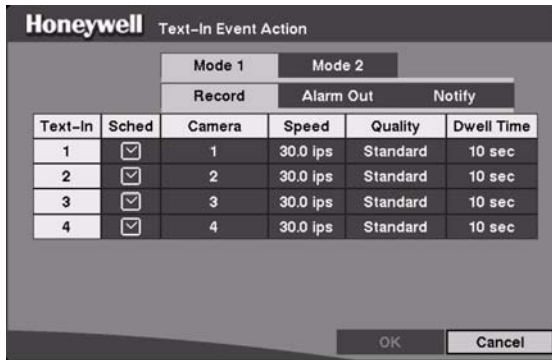 Honeywell Text-In Event Action
Mode 1 Mode 2
Record Alarm Out Notify
Text-In Sched Camera Speed Quality Dwell Time
1 1 30.0 ips Standard 10 sec
2 2 30.0 ips Standard 10 sec
3 3 30.0 ips Standard 10 sec
4 4 30.0 ips Standard 10 sec
OK Cancel